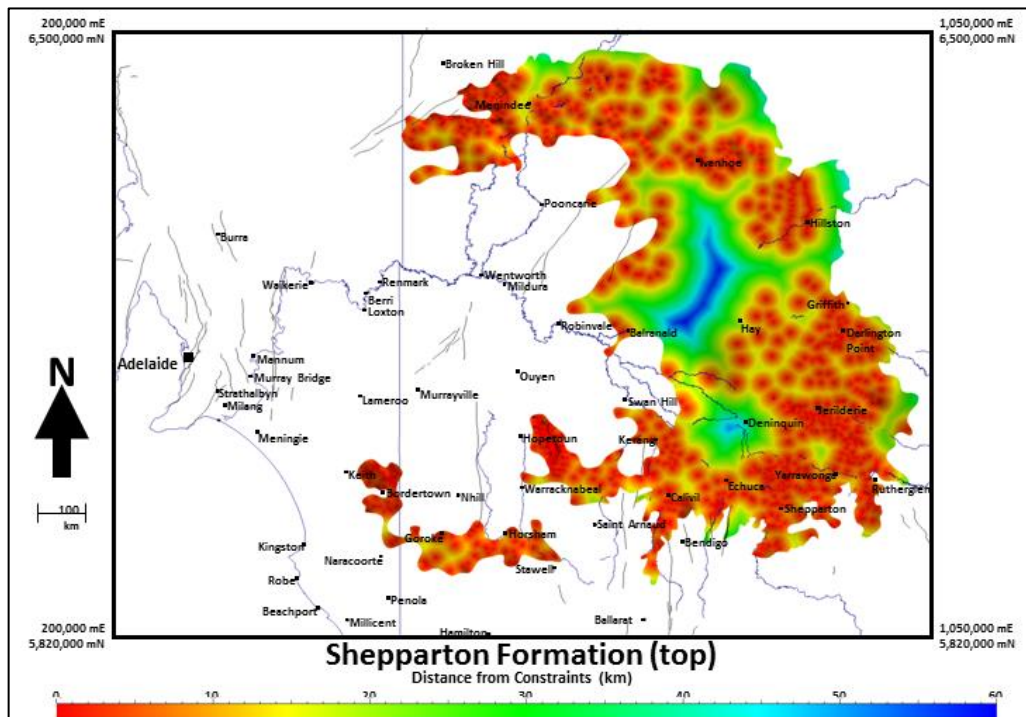 200,000 mE
6,500,000 mN
1,050,000 mE
6,500,000 mN
Broken Hill
Menindee
Ivanhoe
Pooncarie
Hillston
Burra
Waikerie
Renmark
Wentworth
Mildura
Berri
Loxton
Griffith
Robinvale
Balranald
Hay
Darlington
Point
Adelaide
Mannum
Murray Bridge
Ouyen
N
Strathalbyn
Milang
Lameroo
Murrayville
Swan Hill
Jerilderie
Deninquin
Meningie
Hopetoun
Kerang
Keith
Bordertown
Nhill
Warracknabeal
Calivil
Echuca
Yarrawonga
Rutherglen
100
km
Shepparton
Saint Arnaud
Goroke
Horsham
Bendigo
Kingston
Naracoorte
Stawell
Robe
Beachport
Penola
Millicent
Ballarat
Hamilton
200,000 mE
5,820,000 mN
1,050,000 mE
5,820,000 mN
Shepparton Formation (top)
Distance from Constraints (km)
0 10 20 30 40 50 60